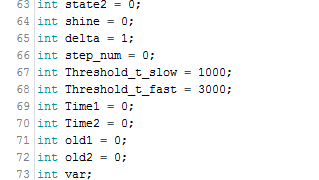 63 int state2 = 0;
64 int shine = 0;
65 int delta = 1;
66 int step_num = 0;
67 int Threshold_t_slow = 1000;
68 int Threshold_t_fast = 3000;
69 int Time1 = 0;
70 int Time2 = 0;
71 int old1 = 0;
72 int old2 = 0;
73 int var;